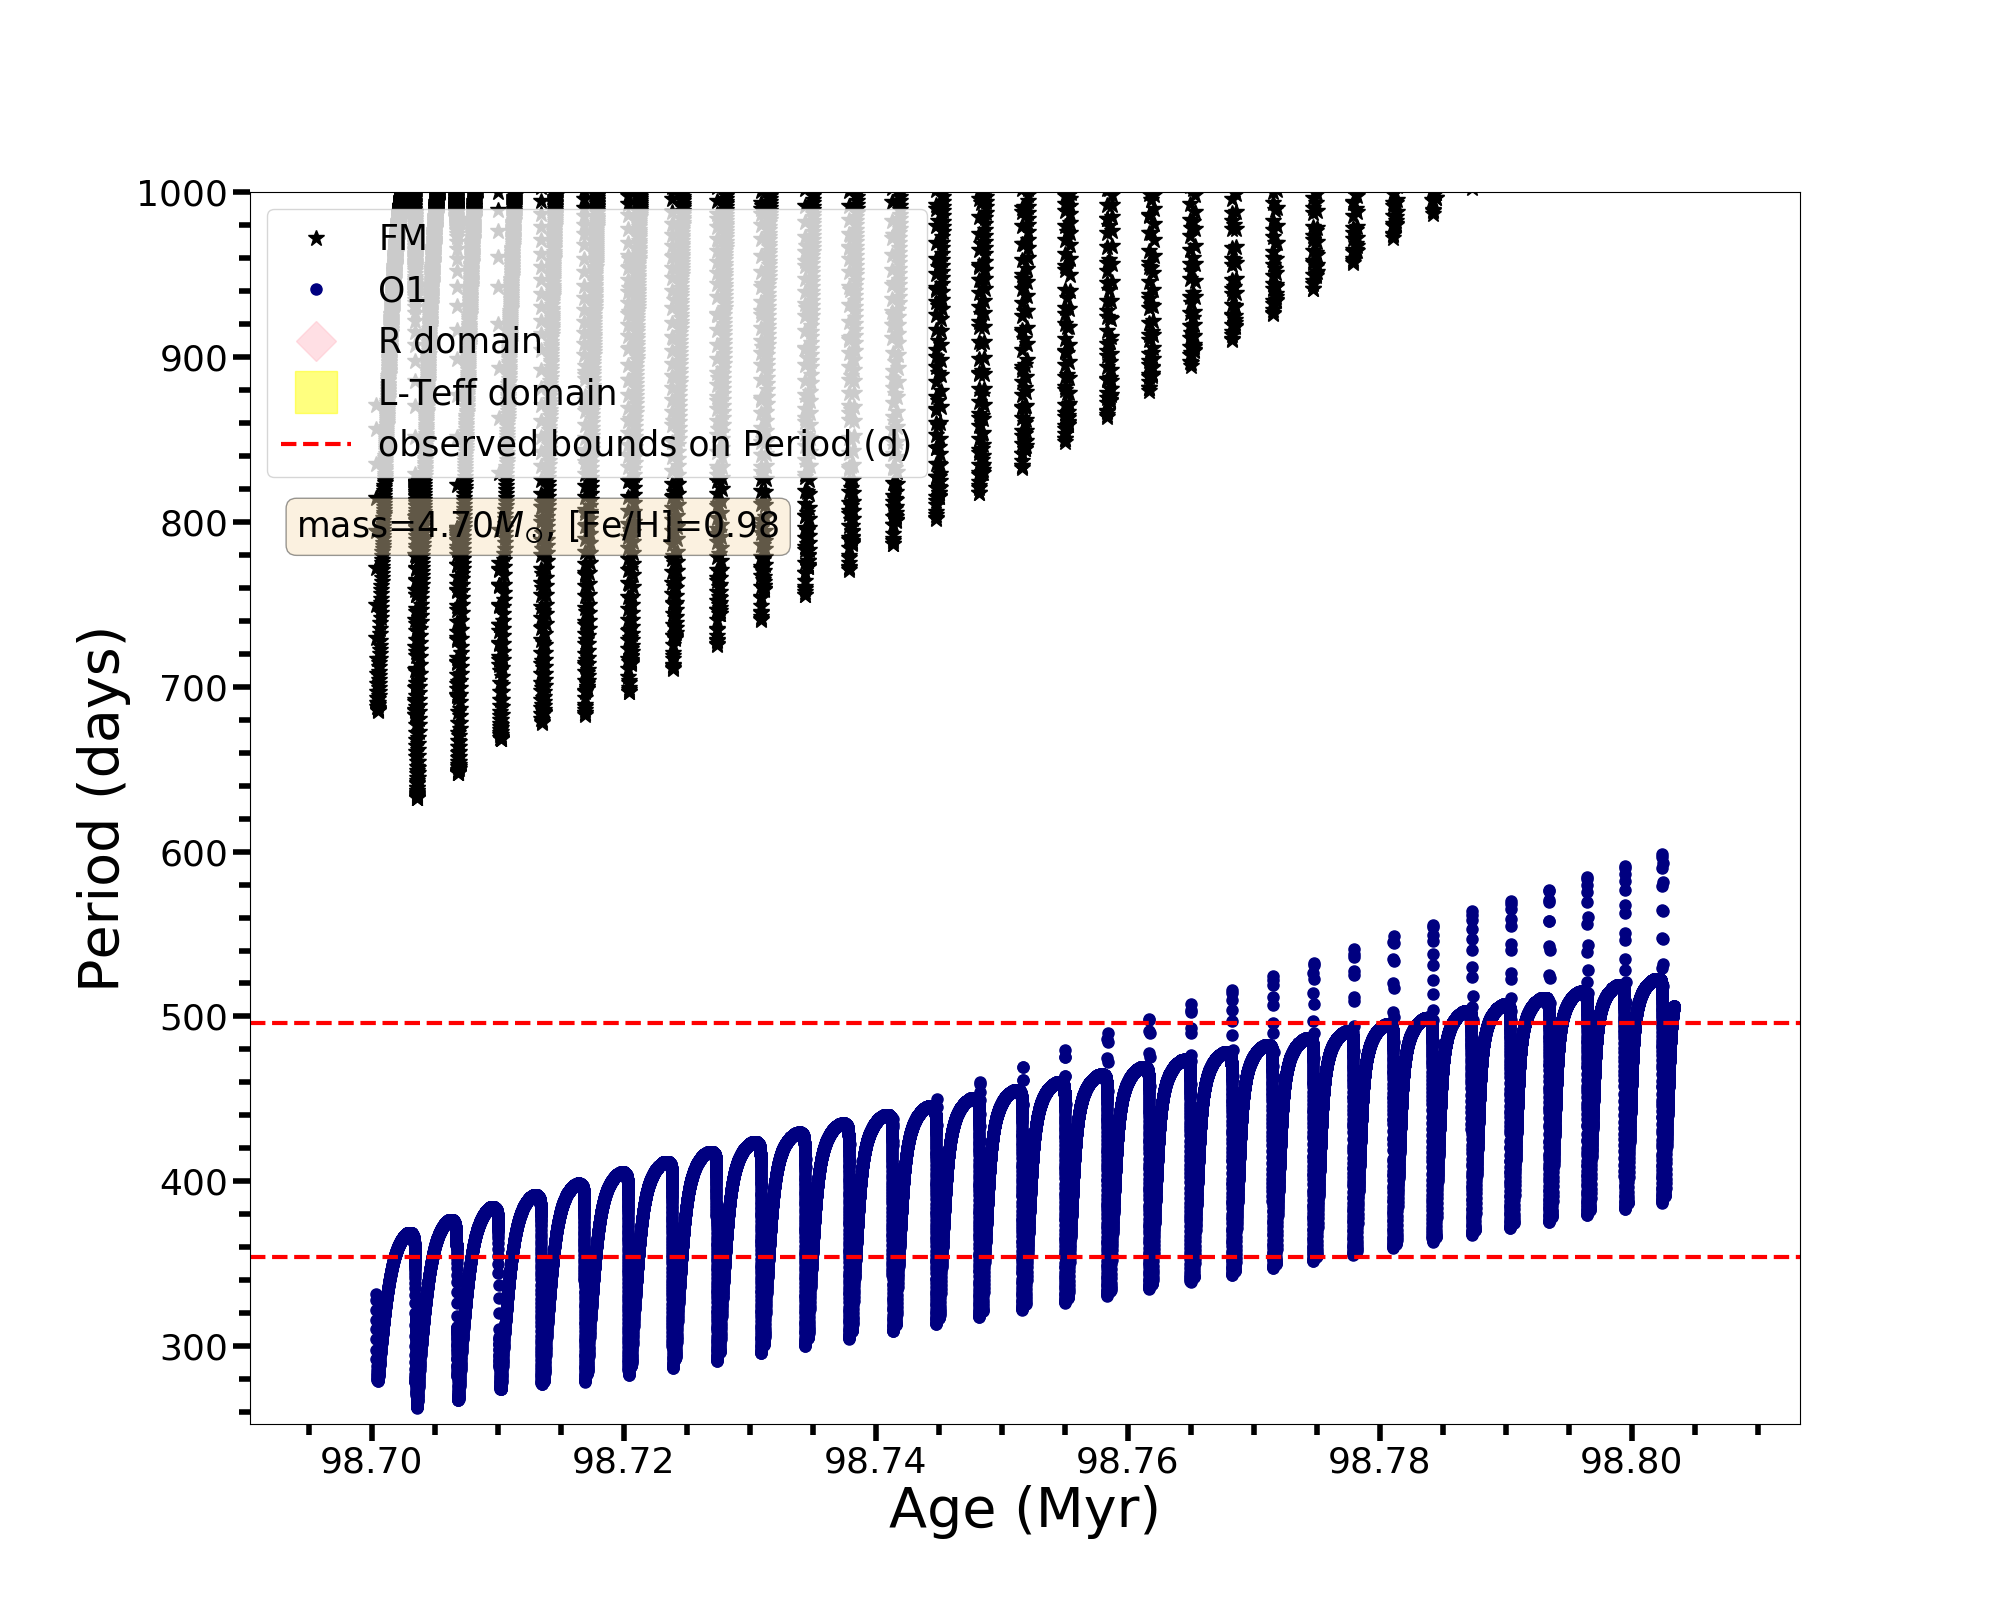 1000
900
800
700
600
500
400
300
Period (days)
FM
O1
R domain
L-Teff domain
observed bounds on Period (d)
mass=4.70M⊙, [Fe/H]=0.98
98.70 98.72 98.74 98.76 98.78 98.80
Age (Myr)